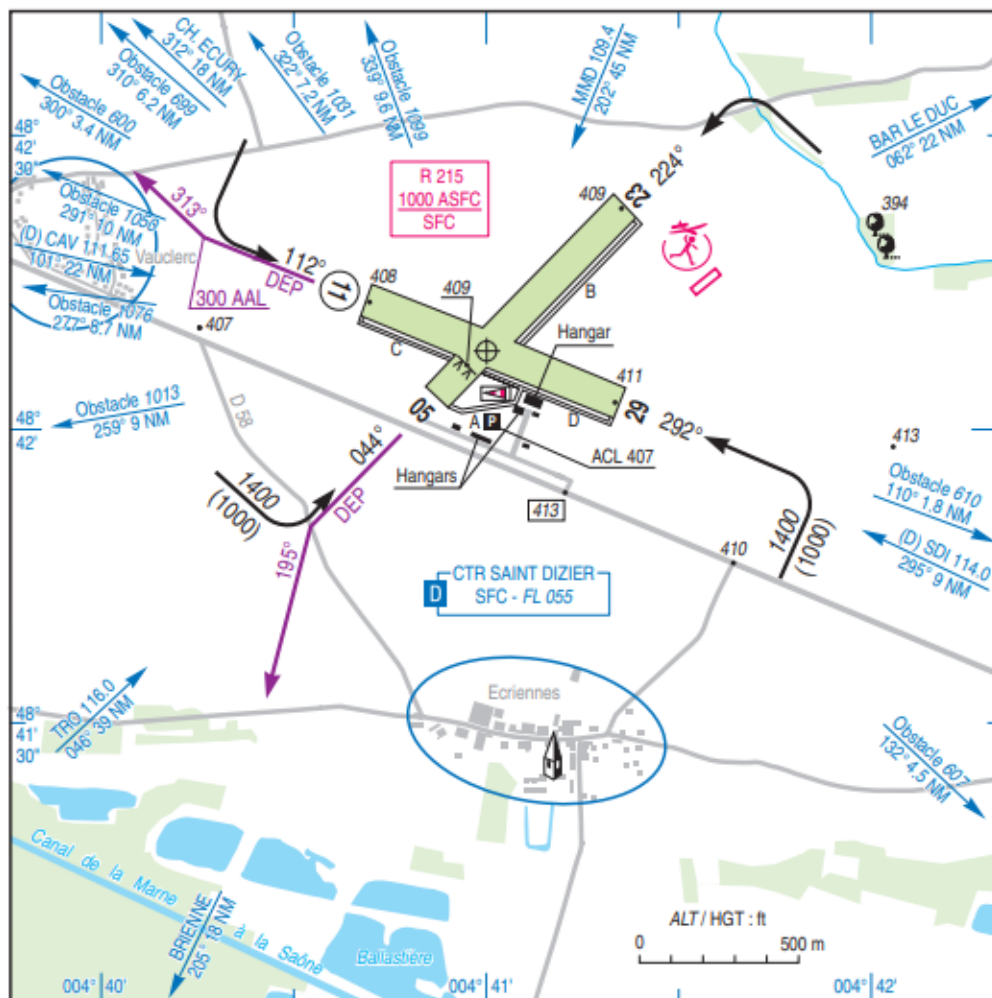 CH. ECURY
312° 18 NM
Obstacle 699
310° 6.2 NM
Obstacle 600
300° 3.4 NM
Obstacle 1031
322° 7.2 NM
Obstacle 1099
339° 9.6 NM
MMD 109.4
202° 45 NM
BAR LE DUC
062° 22 NM
48°
42'
30"
R 215
1000 ASFC
SFC
409
23
224°
394
313°
Obstacle 1056
291° 10 NM
(D) CAV 111.65
101° 22 NM
Vauclerc
Obstacle 1076
277° 8.7 NM
DEP
112°
11
300 AAL
407
408
409
B
Hangar
C
411
D
29
292°
05
A
P
ACL 407
Hangars
413
Obstacle 1013
259° 9 NM
48°
42'
D 58
044°
DEP
1400
(1000)
195°
413
Obstacle 610
110° 1.8 NM
(D) SDI 114.0
295° 9 NM
410
1400
(1000)
D
CTR SAINT DIZIER
SFC - FL 055
Ecriennes
TRO 116.0
046° 39 NM
48°
41'
30"
Obstacle 607
132° 4.5 NM
Canal de la Marne
à la Saône
BRIENNE
205° 18 NM
Ballastière
ALT / HGT : ft
0
500 m
004° 40'
004° 41'
004° 42'